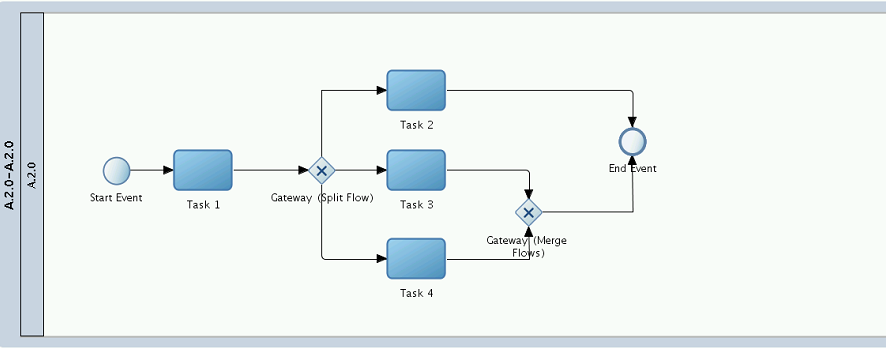 A.2.0-A.2.0
A.2.0
Task 2
Start Event
Task 1
Gateway (Split Flow)
Task 3
End Event
Gateway (Merge
Flows)
Task 4